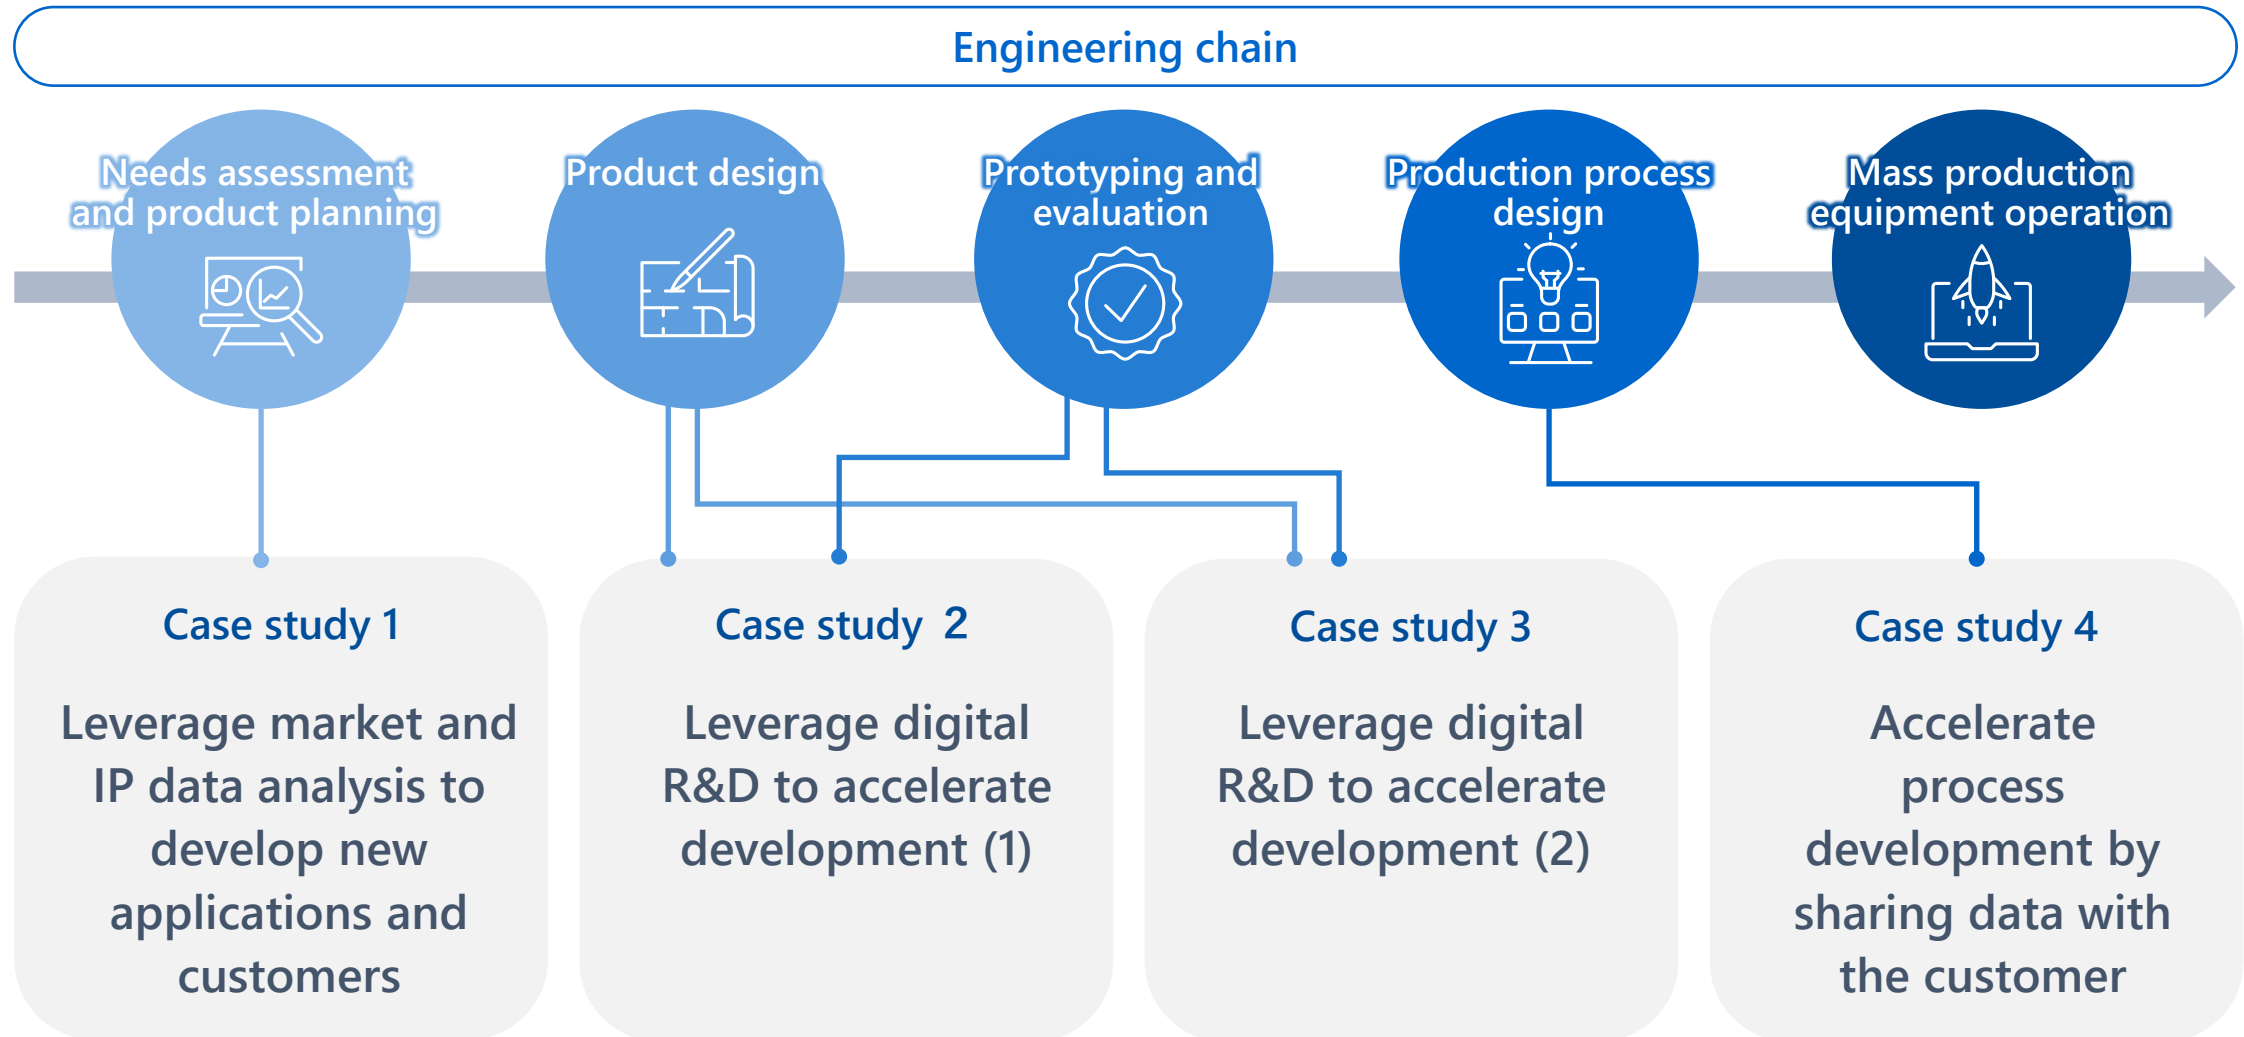 Engineering chain
Needs assessment
and product planning
Product design
Prototyping and
evaluation
Production process
design
Mass production
equipment operation
Case study 1
Leverage market and
IP data analysis to
develop new
applications and
customers
Case study 2
Leverage digital
R&D to accelerate
development (1)
Case study 3
Leverage digital
R&D to accelerate
development (2)
Case study 4
Accelerate
process
development by
sharing data with
the customer